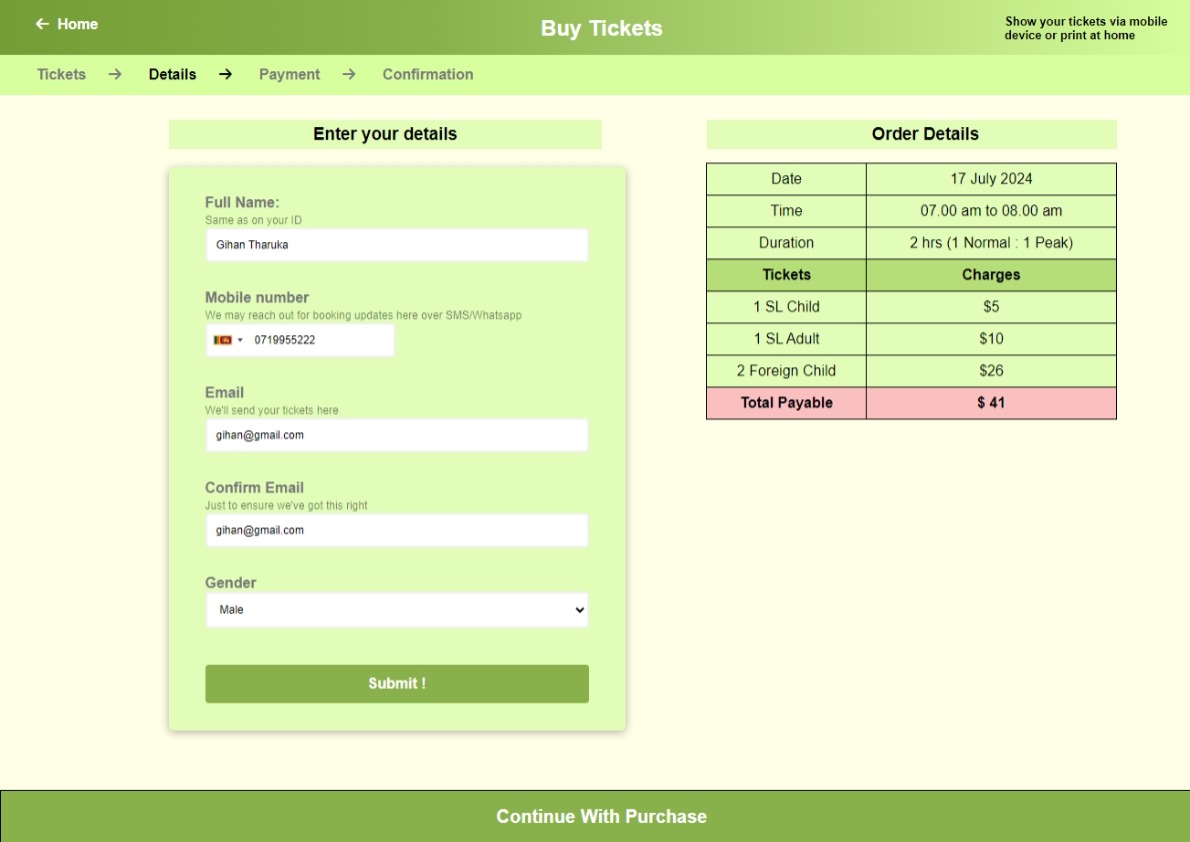 ← Home
Buy Tickets
Show your tickets via mobile
device or print at home
Tickets → Details → Payment → Confirmation
Enter your details
Full Name:
Same as on your ID
Gihan Tharuka
Mobile number
We may reach out for booking updates here over SMS/Whatsapp
0719955222
Email
We'll send your tickets here
gihan@gmail.com
Confirm Email
Just to ensure we've got this right
gihan@gmail.com
Gender
Male
Submit !
Order Details
Date 17 July 2024
Time 07.00 am to 08.00 am
Duration 2 hrs (1 Normal : 1 Peak)
Tickets Charges
1 SL Child $5
1 SL Adult $10
2 Foreign Child $26
Total Payable $ 41
Continue With Purchase